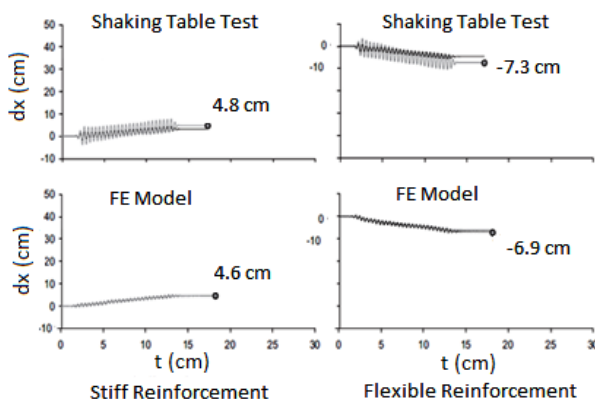 Shaking Table Test
50
40
30
20
10
0
-10
dx (cm)
4.8 cm
Shaking Table Test
0
-10
-7.3 cm
FE Model
50
40
30
20
10
0
-10
dx (cm)
4.6 cm
0 5 10 15 20 25 30
t (cm)
Stiff Reinforcement
FE Model
0
-10
-6.9 cm
0 5 10 15 20 25 30
t (cm)
Flexible Reinforcement